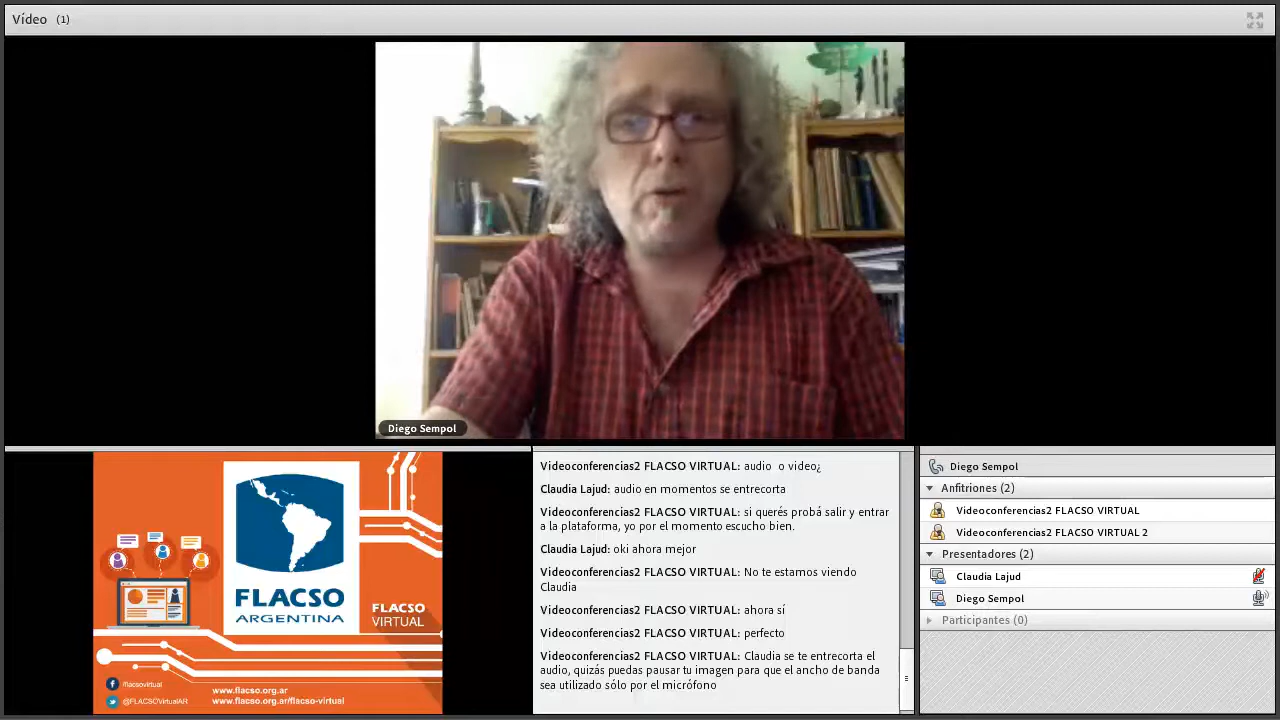 Vídeo (1)
Diego Sempol
FLACSO
ARGENTINA
FLACSO
VIRTUAL
/flacsovirtual
@FLACSOVirtualAR
www.flacso.org.ar
www.flacso.org.ar/flacso-virtual
Videoconferencias2 FLACSO VIRTUAL: audio o video¿
Claudia Lajud: audio en momentos se entrecorta
Videoconferencias2 FLACSO VIRTUAL: si querés probá salir y entrar
a la plataforma, yo por el momento escucho bien.
Claudia Lajud: oki ahora mejor
Videoconferencias2 FLACSO VIRTUAL: No te estamos viendo
Claudia
Videoconferencias2 FLACSO VIRTUAL: ahora sí
Videoconferencias2 FLACSO VIRTUAL: perfecto
Videoconferencias2 FLACSO VIRTUAL: Claudia se te entrecorta el
audio, quizás puedas pausar tu imagen para que el ancho debanda
sea utilizado sólo por el micrófono
Diego Sempol
Anfitriones (2)
Videoconferencias2 FLACSO VIRTUAL
Videoconferencias2 FLACSO VIRTUAL 2
Presentadores (2)
Claudia Lajud
Diego Sempol
Participantes (0)